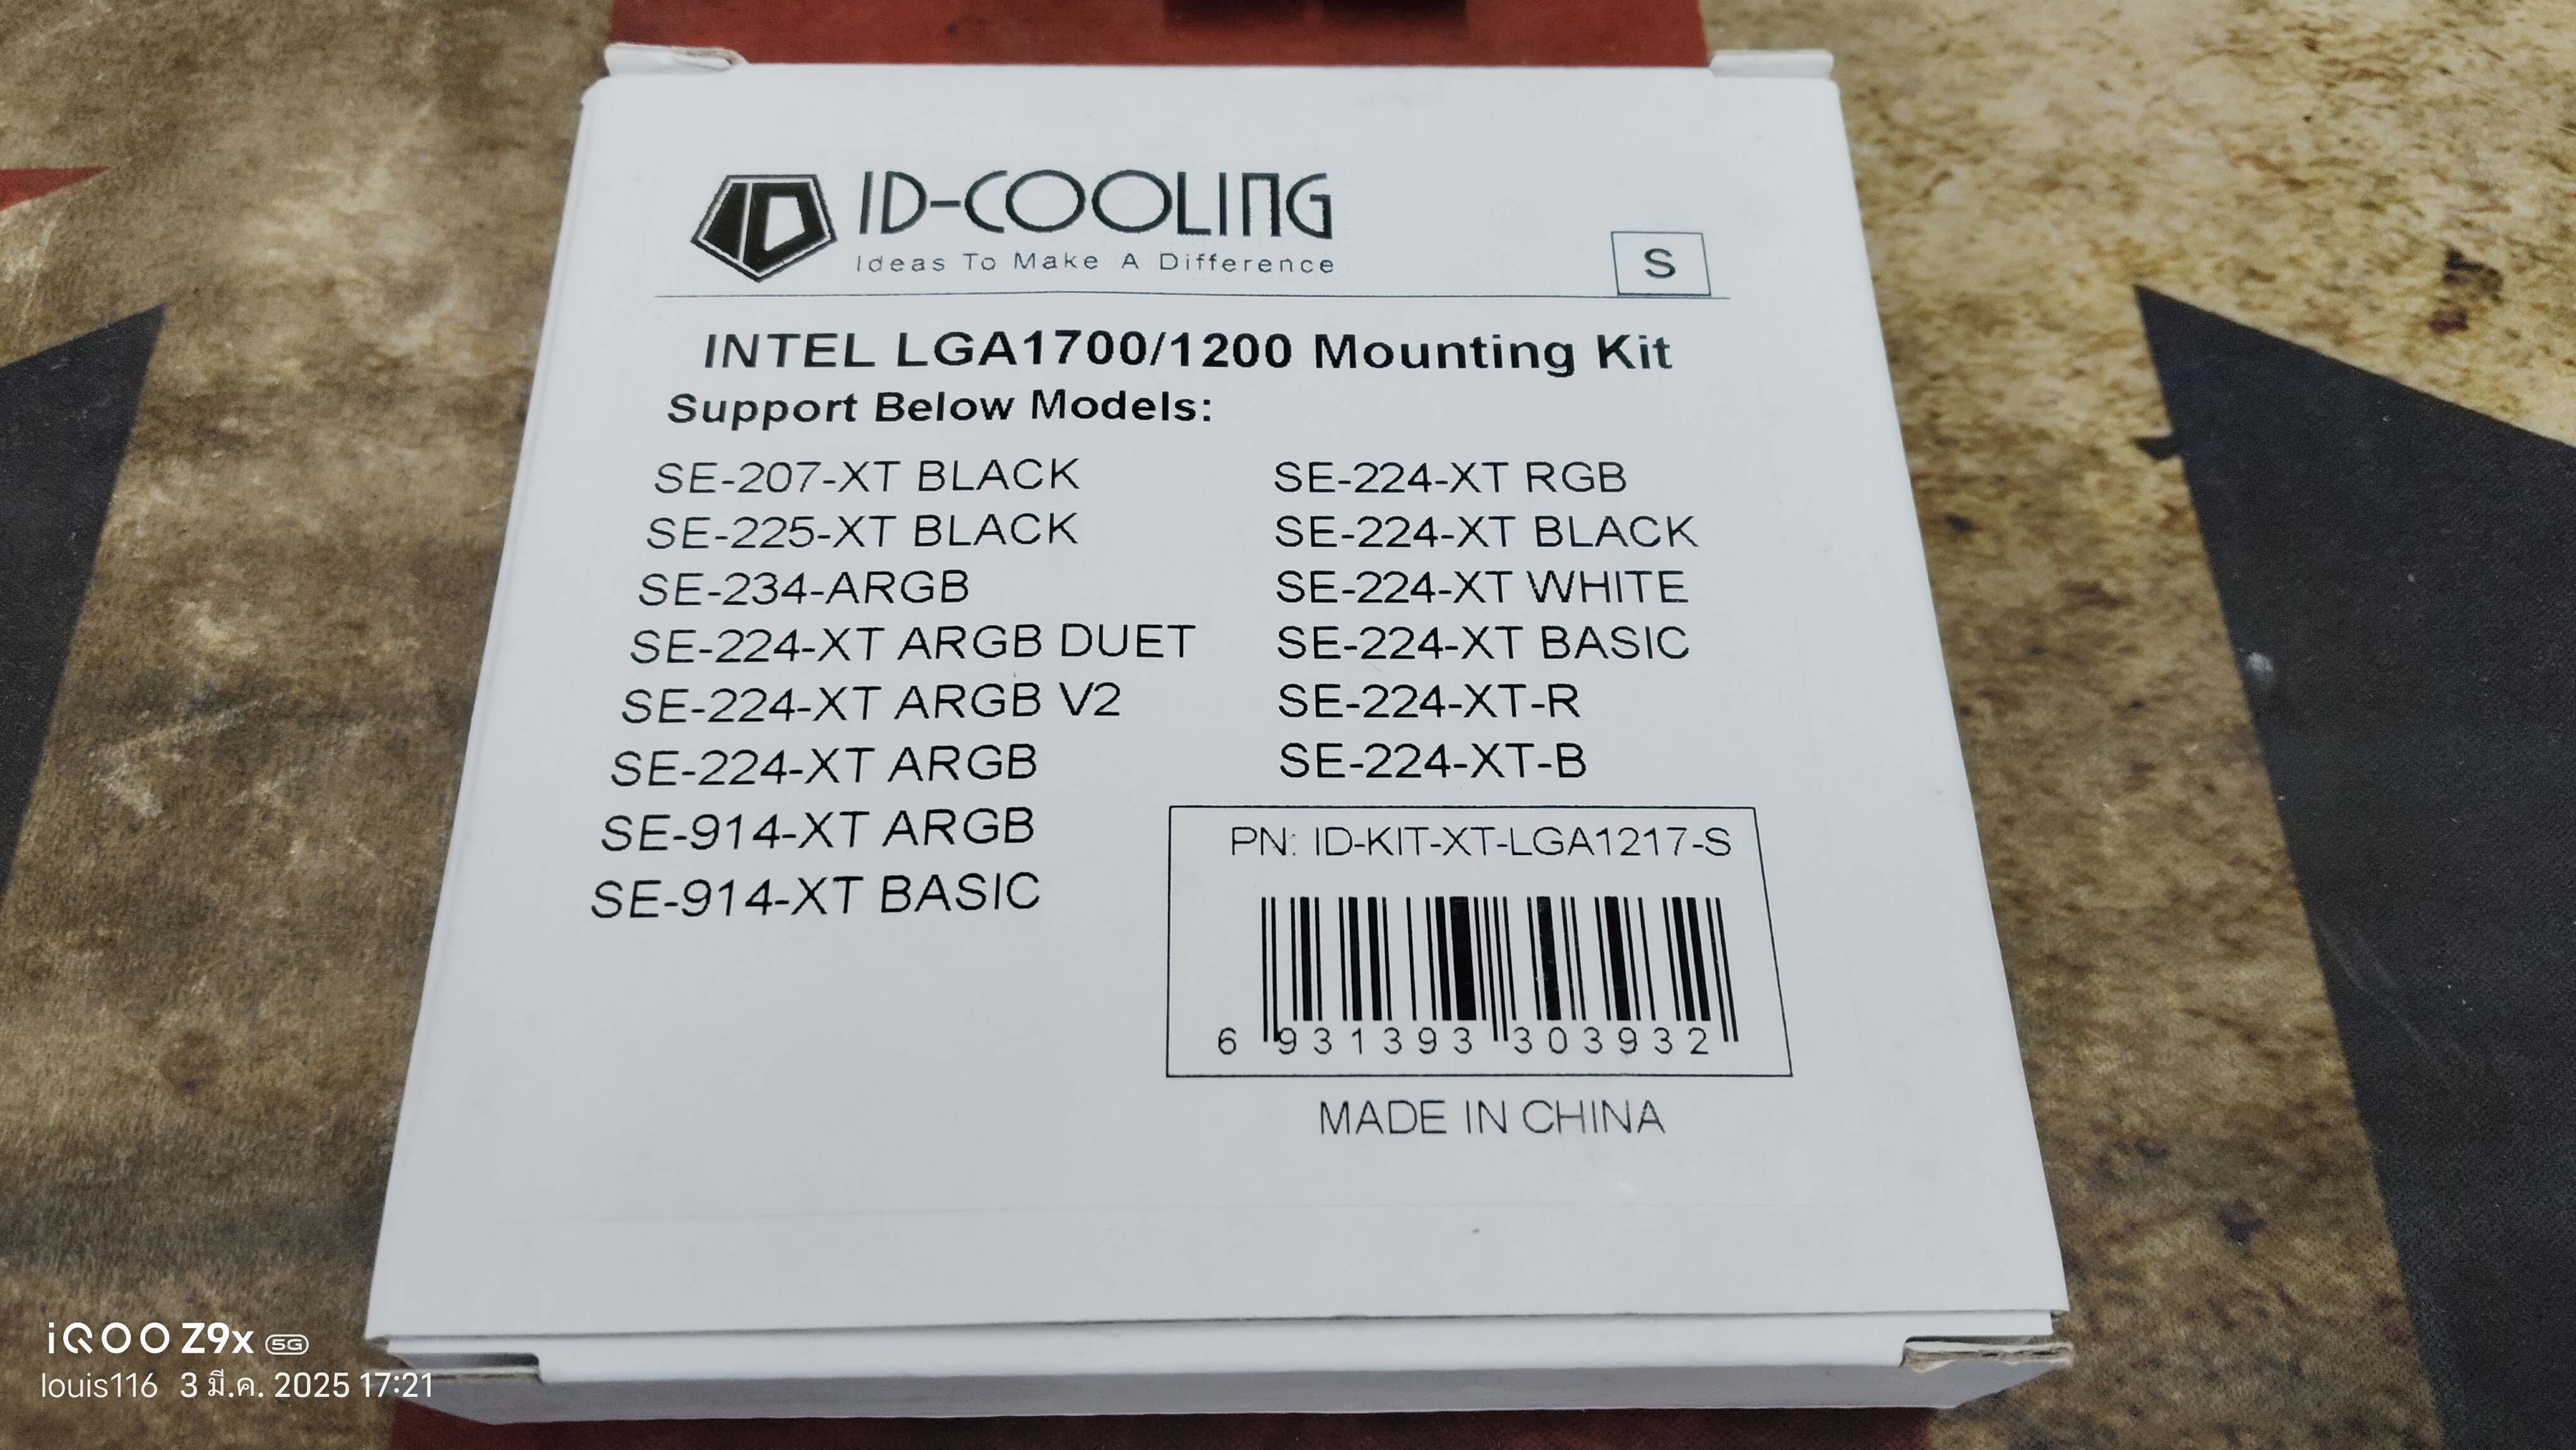 ID-COOLING
Ideas To Make A Difference
S
INTEL LGA1700/1200 Mounting Kit
Support Below Models:
SE-207-XT BLACK
SE-225-XT BLACK
SE-234-ARGB
SE-224-XT ARGB DUET
SE-224-XT ARGB V2
SE-224-XT ARGB
SE-914-XT ARGB
SE-914-XT BASIC
SE-224-XT RGB
SE-224-XT BLACK
SE-224-XT WHITE
SE-224-XT BASIC
SE-224-XT-R
SE-224-XT-B
PN: ID-KIT-XT-LGA1217-S
6 931393 303932
MADE IN CHINA
iQOO Z9x 5G
louis116 3 มี.ค. 2025 17:21